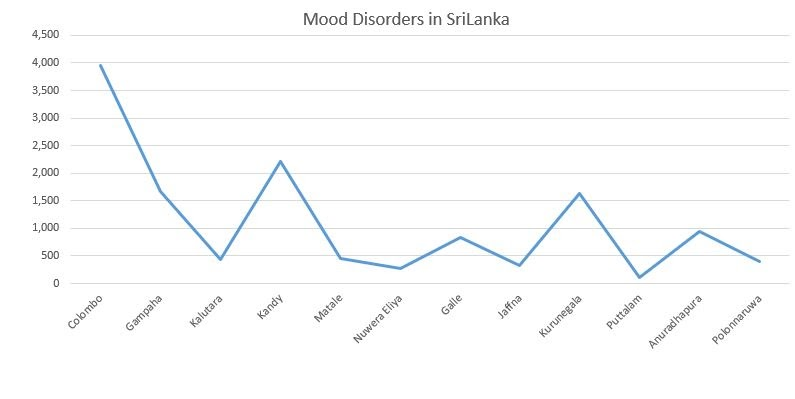 Mood Disorders in SriLanka
4,500
4,000
3,500
3,000
2,500
2,000
1,500
1,000
500
0
Colombo
Gampaha
Kalutara
Kandy
Matale
Nuwera Eliya
Galle
Jaffna
Kurunegala
Puttalam
Anuradhapura
Polonnaruwa